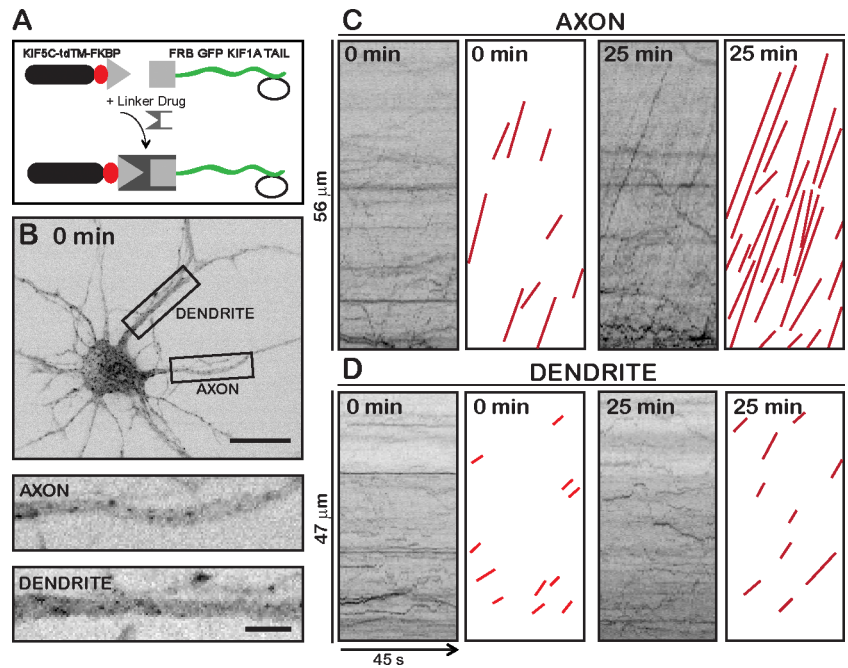 A
KIF5C-tdTM-FKBP FRB GFP KIF1A TAIL
+ Linker Drug
B 0 min
DENDRITE
AXON
AXON
DENDRITE
C AXON
0 min 0 min 25 min 25 min
56 μm
D DENDRITE
0 min 0 min 25 min 25 min
47 μm
45 s